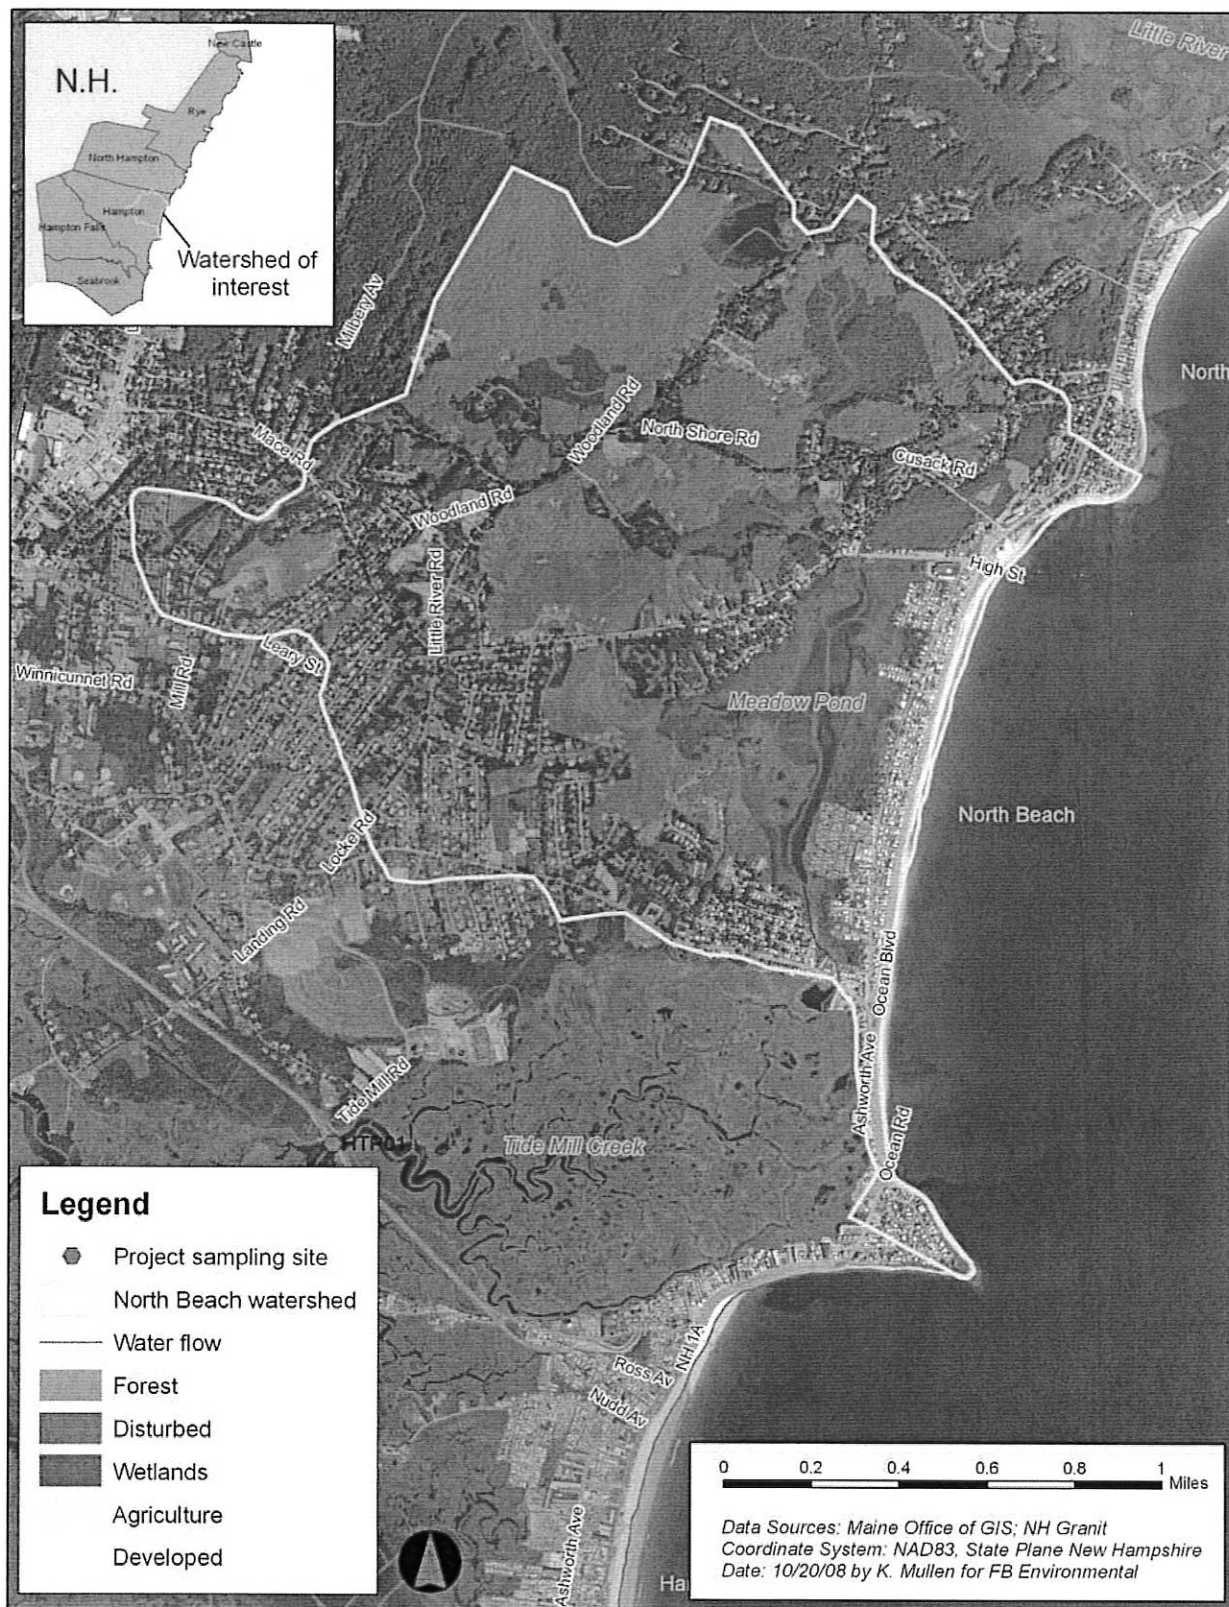 Little River
New Castle
N.H.
Rye
North Hampton
Hampton
Hampton Falls
Seabrook
Watershed of
interest
Milbery Av
North
Mace Rd
Woodland Rd
North Shore Rd
Cusack Rd
Woodland Rd
High St
Little River Rd
Leary St
Winnicunnet Rd
Mill Rd
Meadow Pond
North Beach
Locke Rd
Landing Rd
Ocean Blvd
Ashworth Ave
Tide Mill Rd
HTP01
Tide Mill Creek
Ocean Rd
Legend
Project sampling site
North Beach watershed
Water flow
Forest
Disturbed
Wetlands
Agriculture
Developed
NH 1A
Ross Av
Nudd Av
Ashworth Ave
0 0.2 0.4 0.6 0.8 1
Miles
Data Sources: Maine Office of GIS; NH Granit
Coordinate System: NAD83, State Plane New Hampshire
Date: 10/20/08 by K. Mullen for FB Environmental